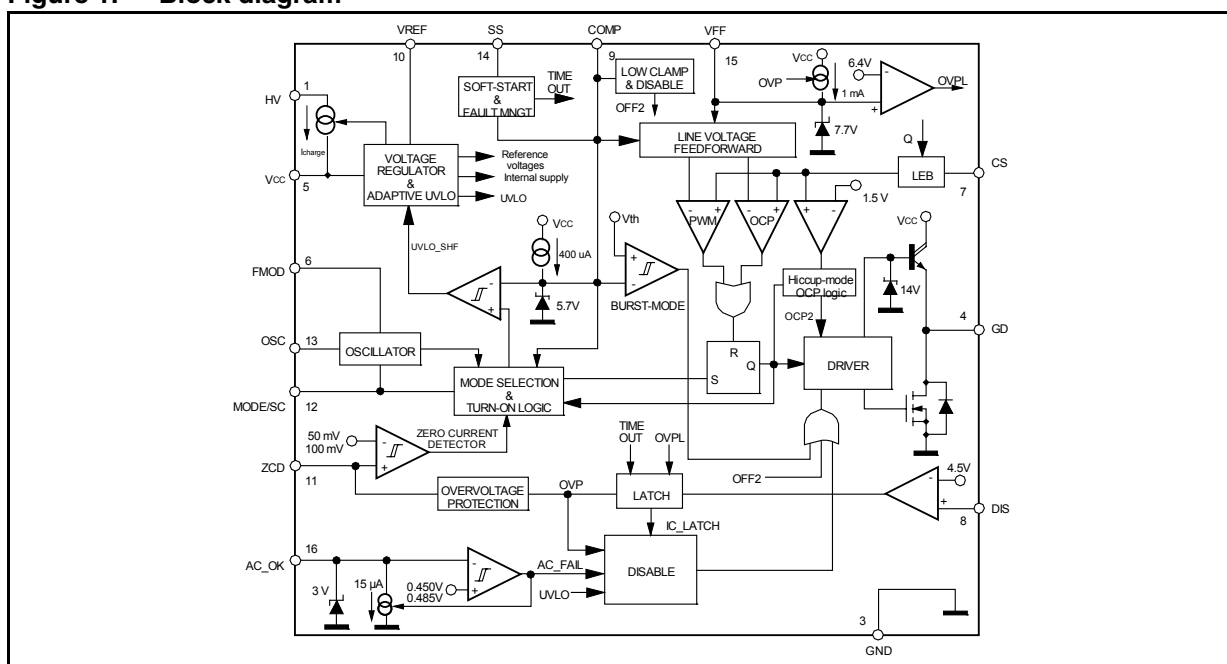 Figure 1. Block diagram
VREF
SS
COMP
VFF
10
14
9
15
VCC
6.4V
OVP
1 mA
OVPL
-
+
7.7V
LOW CLAMP
& DISABLE
OFF2
TIME
OUT
SOFT-START
&
FAULT MNGT
1
HV
Icharge
LINE VOLTAGE
FEEDFORWARD
Q
LEB
CS
7
VOLTAGE
REGULATOR
&
ADAPTIVE UVLO
Reference
voltages
Internal supply
UVLO
VCC
5
1.5 V
- +
PWM
- +
OCP
+ -
VCC
UVLO_SHF
VCC
400 uA
Vth
+
-
BURST-MODE
-
+
5.7V
Hiccup-mode
OCP logic
OCP2
14V
6
FMOD
4
GD
OSC
13
OSCILLATOR
R
S
Q
DRIVER
MODE SELECTION
&
TURN-ON LOGIC
MODE/SC
12
50 mV
100 mV
-
+
ZERO CURRENT
DETECTOR
TIME
OUT
OVPL
OFF2
ZCD
11
OVERVOLTAGE
PROTECTION
OVP
LATCH
4.5V
-
+
8
DIS
IC_LATCH
16
AC_OK
-
+
AC_FAIL
DISABLE
3 V
15 µA
0.450V
0.485V
UVLO
3
GND